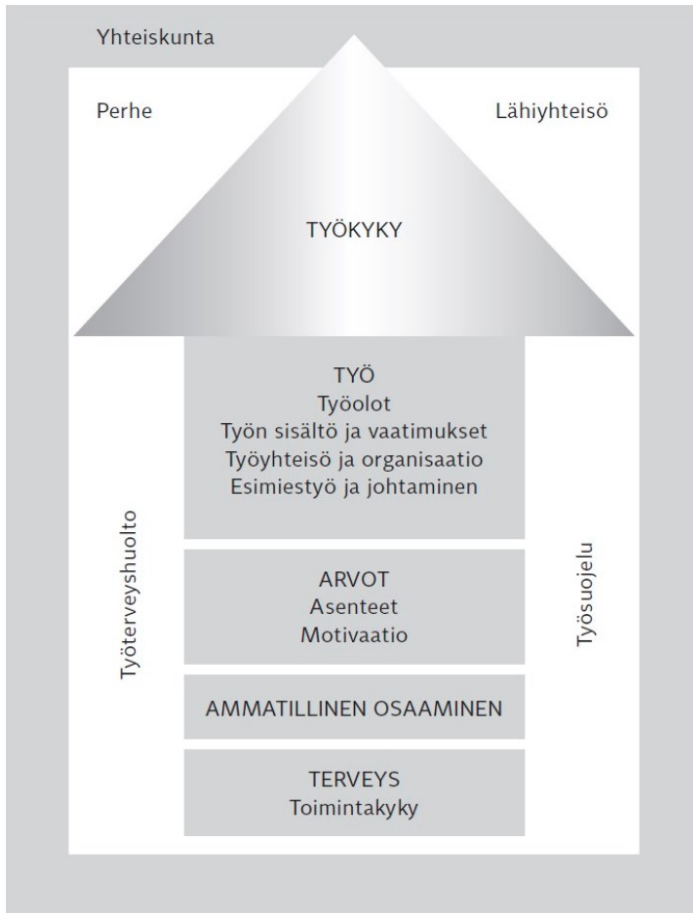 Yhteiskunta
Perhe
Lähiyhteisö
TYÖKYKY
TYÖ
Työolot
Työn sisältö ja vaatimukset
Työyhteisö ja organisaatio
Esimiestyö ja johtaminen
Työterveyshuolto
Työsuojelu
ARVOT
Asenteet
Motivaatio
AMMATILLINEN OSAAMINEN
TERVEYS
Toimintakyky